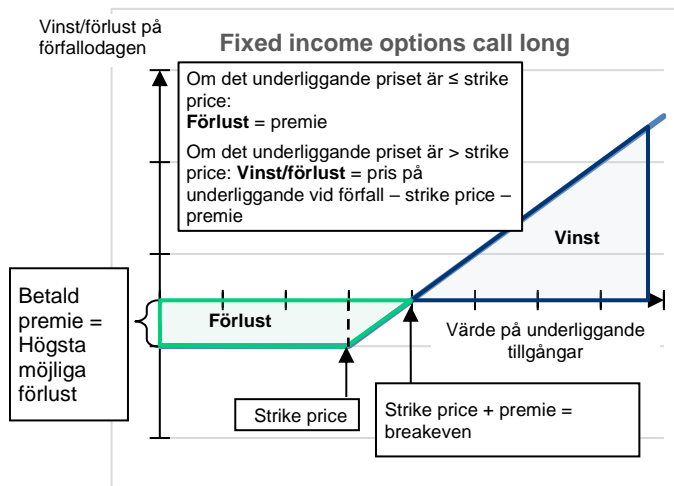 Vinst/förlust på
förfallodagen
Fixed income options call long
Om det underliggande priset är ≤ strike
price:
Förlust = premie
Om det underliggande priset är > strike
price: Vinst/förlust = pris på
underliggande vid förfall – strike price –
premie
Vinst
Betald
premie =
Högsta
möjliga
förlust
Förlust
Värde på underliggande
tillgångar
Strike price
Strike price + premie =
breakeven